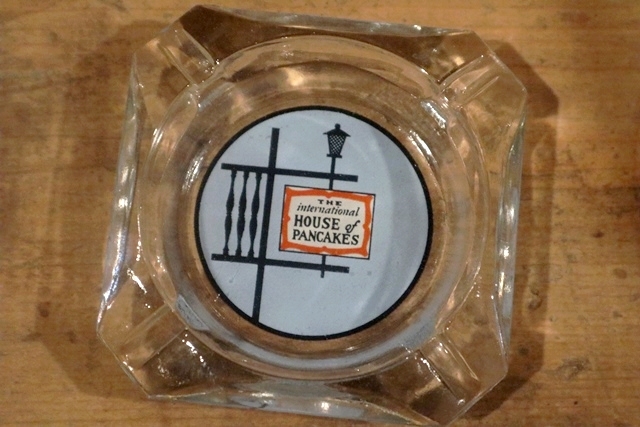 THE
international
HOUSE of
PANCAKES